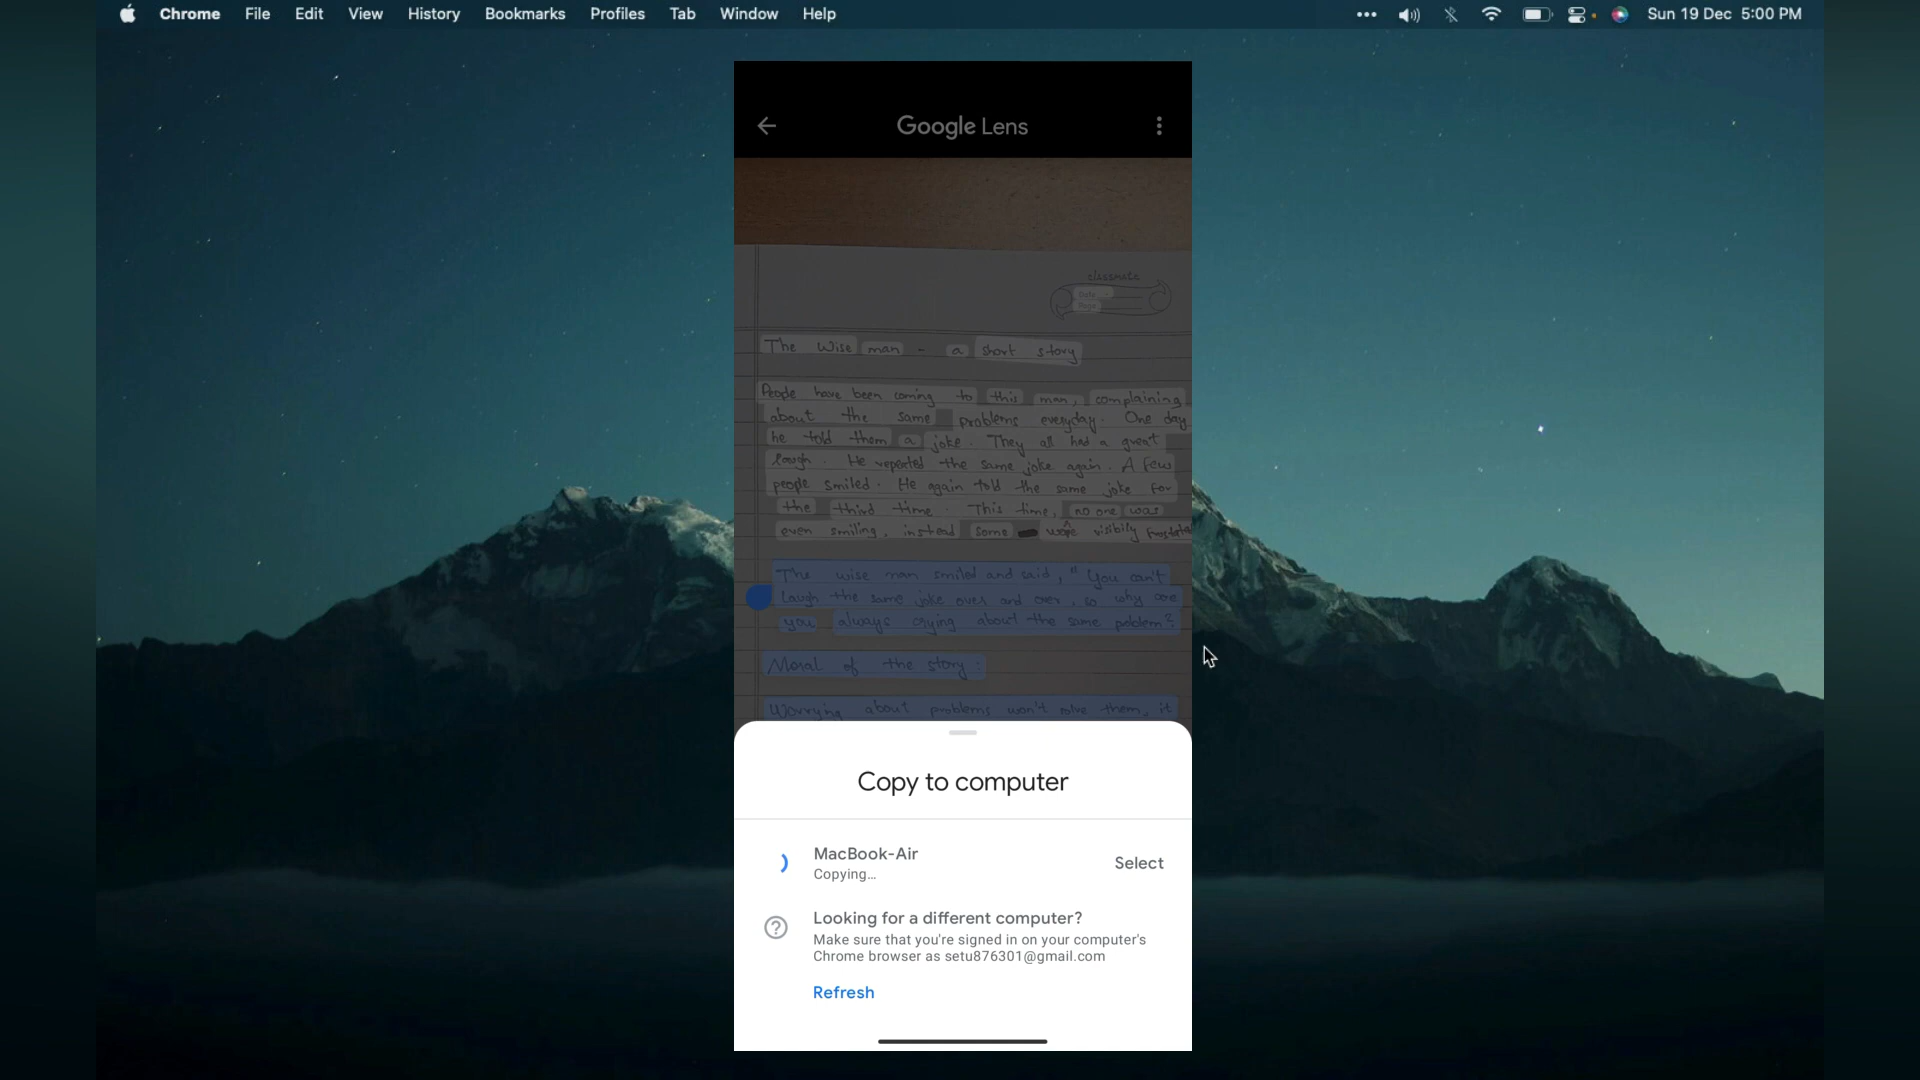 Chrome File Edit View History Bookmarks Profiles Tab Window Help Sun 19 Dec 5:00 PM
Google Lens
classmate
Date
Page
The Wise man - a short story
People have been coming to this man, complaining
about the same problems everyday. One day
he told them a joke. They all had a great
laugh. He repeated the same joke again. A few
people smiled. He again told the same joke for
the third time. This time, no one was
even smiling, instead some were visibily
The wise man smiled and said, "You can't
laugh the same joke over and over, so why are
you always crying about the same poblem?
Moral of the story:
Worrying about problems won't solve them, it
Copy to computer
MacBook-Air
Copying...
Select
Looking for a different computer?
Make sure that you're signed in on your computer's
Chrome browser as setu876301@gmail.com
Refresh